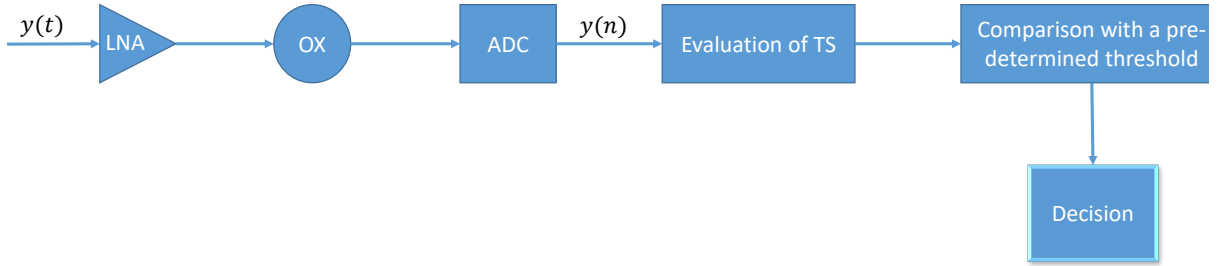 y(t)
LNA
OX
ADC
y(n)
Evaluation of TS
Comparison with a pre-
determined threshold
Decision